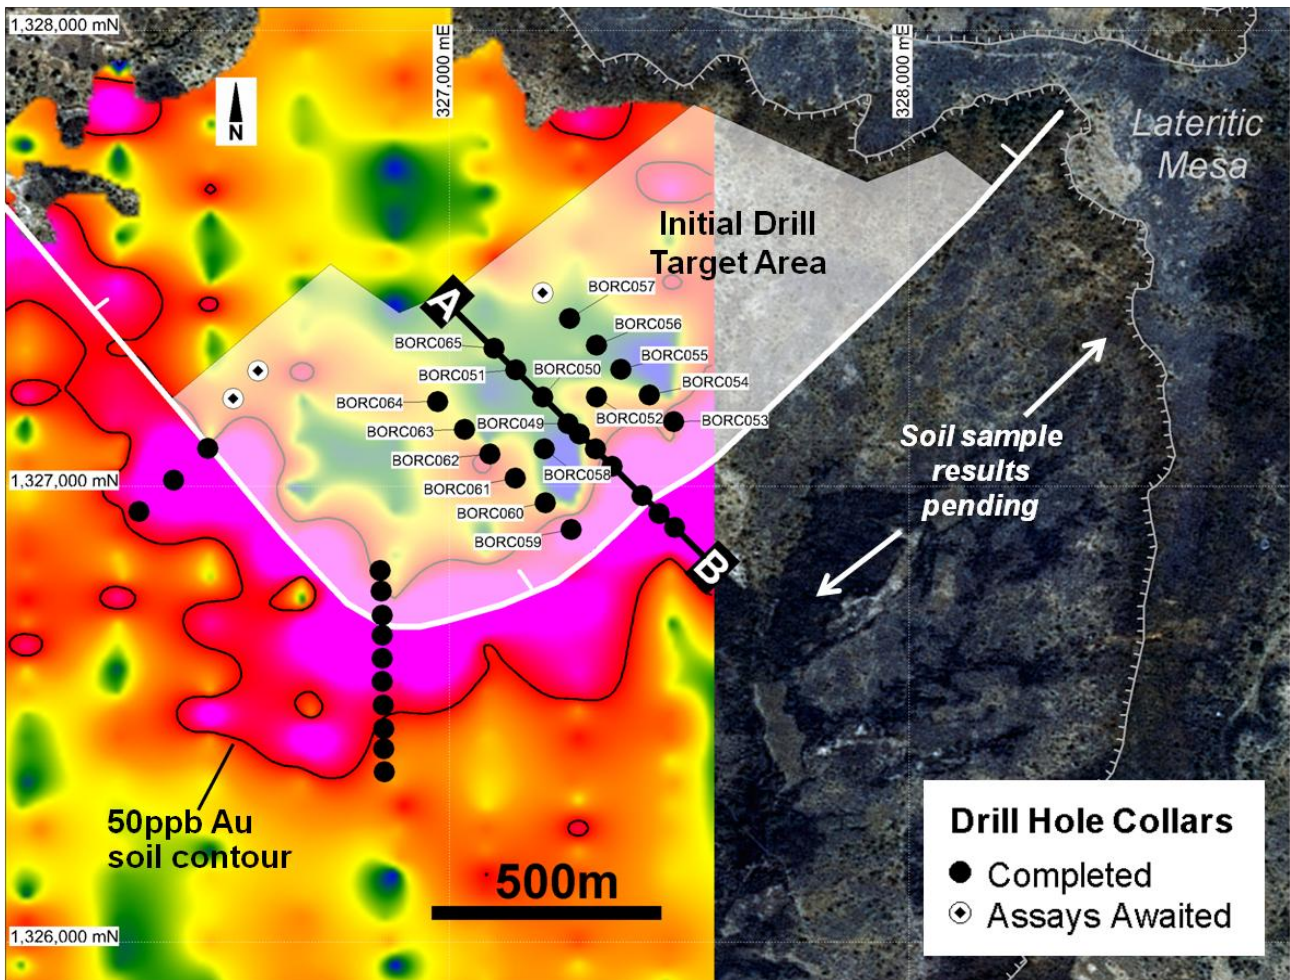 1,328,000 mN
327,000 mE
328,000 mE
N
Lateritic
Mesa
Initial Drill
Target Area
A
BORC057
BORC056
BORC065
BORC055
BORC050
BORC051
BORC054
BORC064
BORC052
BORC053
BORC049
BORC063
BORC062
BORC058
BORC061
BORC060
BORC059
Soil sample
results
pending
1,327,000 mN
B
50ppb Au
soil contour
500m
Drill Hole Collars
Completed
Assays Awaited
1,326,000 mN